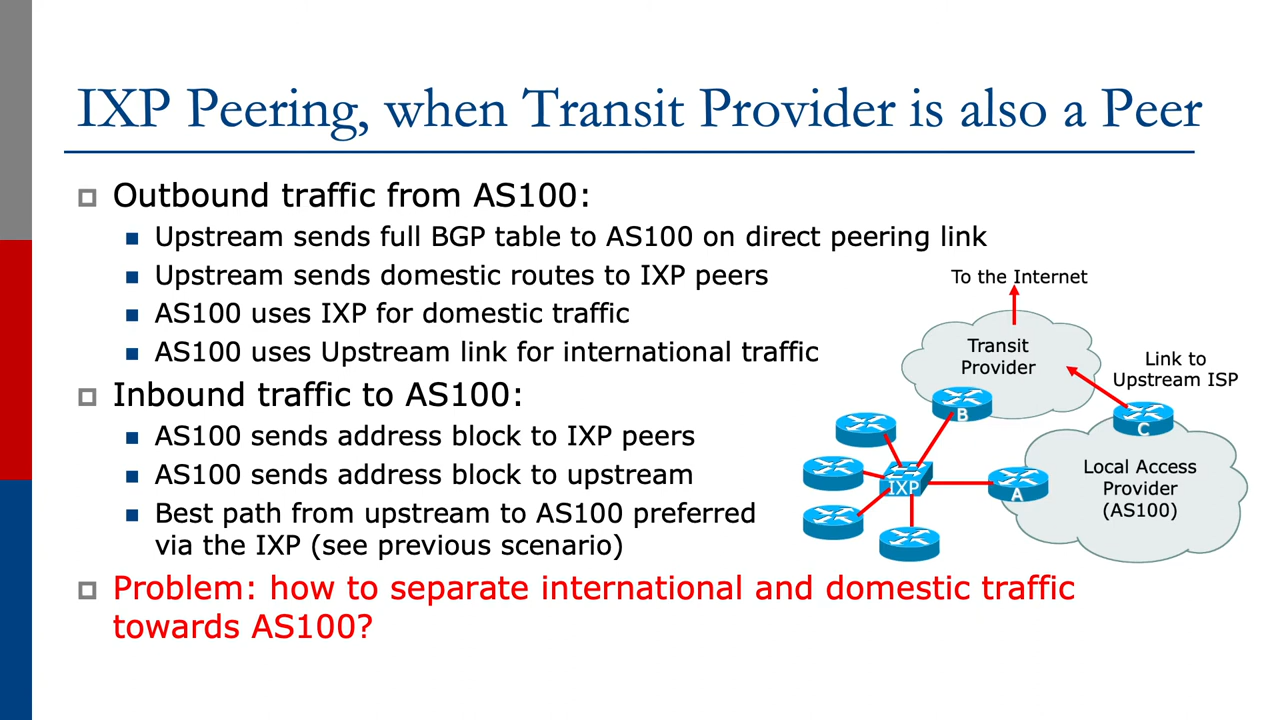 IXP Peering, when Transit Provider is also a Peer
Outbound traffic from AS100:
Upstream sends full BGP table to AS100 on direct peering link
Upstream sends domestic routes to IXP peers
AS100 uses IXP for domestic traffic
AS100 uses Upstream link for international traffic
Inbound traffic to AS100:
AS100 sends address block to IXP peers
AS100 sends address block to upstream
Best path from upstream to AS100 preferred
via the IXP (see previous scenario)
Problem: how to separate international and domestic traffic
towards AS100?
To the Internet
Transit
Provider
Link to
Upstream ISP
B
C
IXP
A
Local Access
Provider
(AS100)